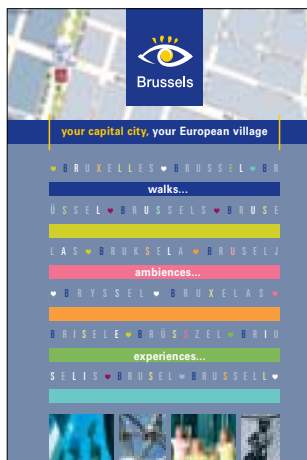 Brussels
your capital city, your European village
♥ BRUXELLES ♥ BRUSSEL ♥ BR
walks...
ÜSSEL ♥ BRUSSELS ♥ BRUSE
LAS ♥ BRUKSELA ♥ BRUSELJ
ambiences...
♥ BRYSSEL ♥ BRUXELAS ♥
BRISELE ♥ BRÜSSZEL ♥ BRIU
experiences...
SELIS ♥ BRUSEL ♥ BRUSSELL ♥